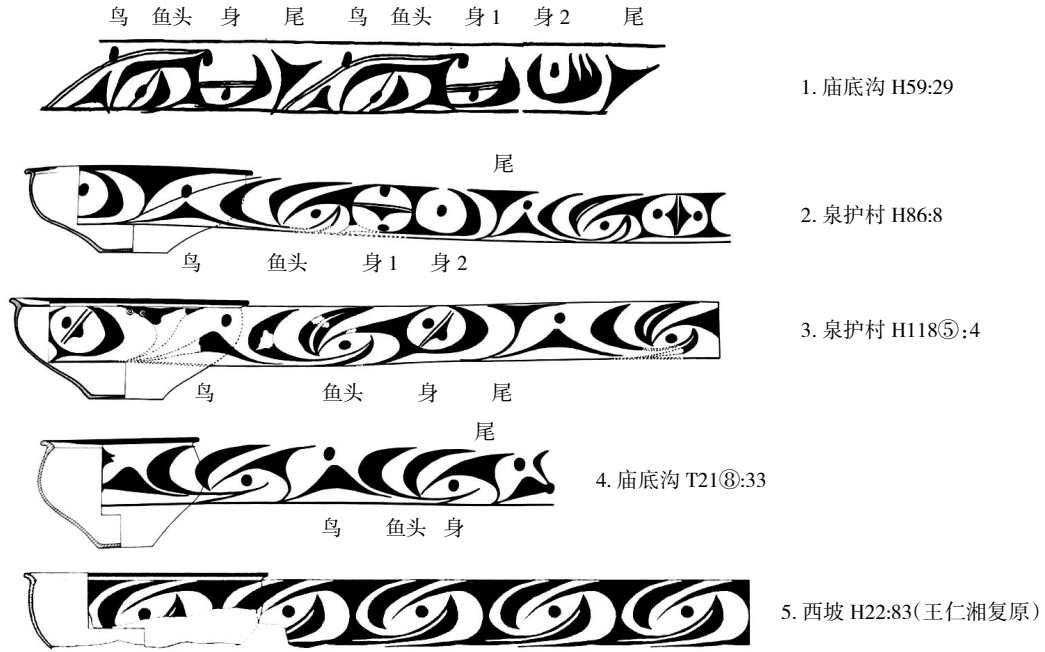 鸟 鱼头 身 尾 鸟 鱼头 身 1 身 2 尾
1. 庙底沟 H59:29
尾
2. 泉护村 H86:8
鸟 鱼头 身 1 身 2
3. 泉护村 H118⑤:4
鸟 鱼头 身 尾
尾
4. 庙底沟 T21⑧:33
鸟 鱼头 身
5. 西坡 H22:83(王仁湘复原)